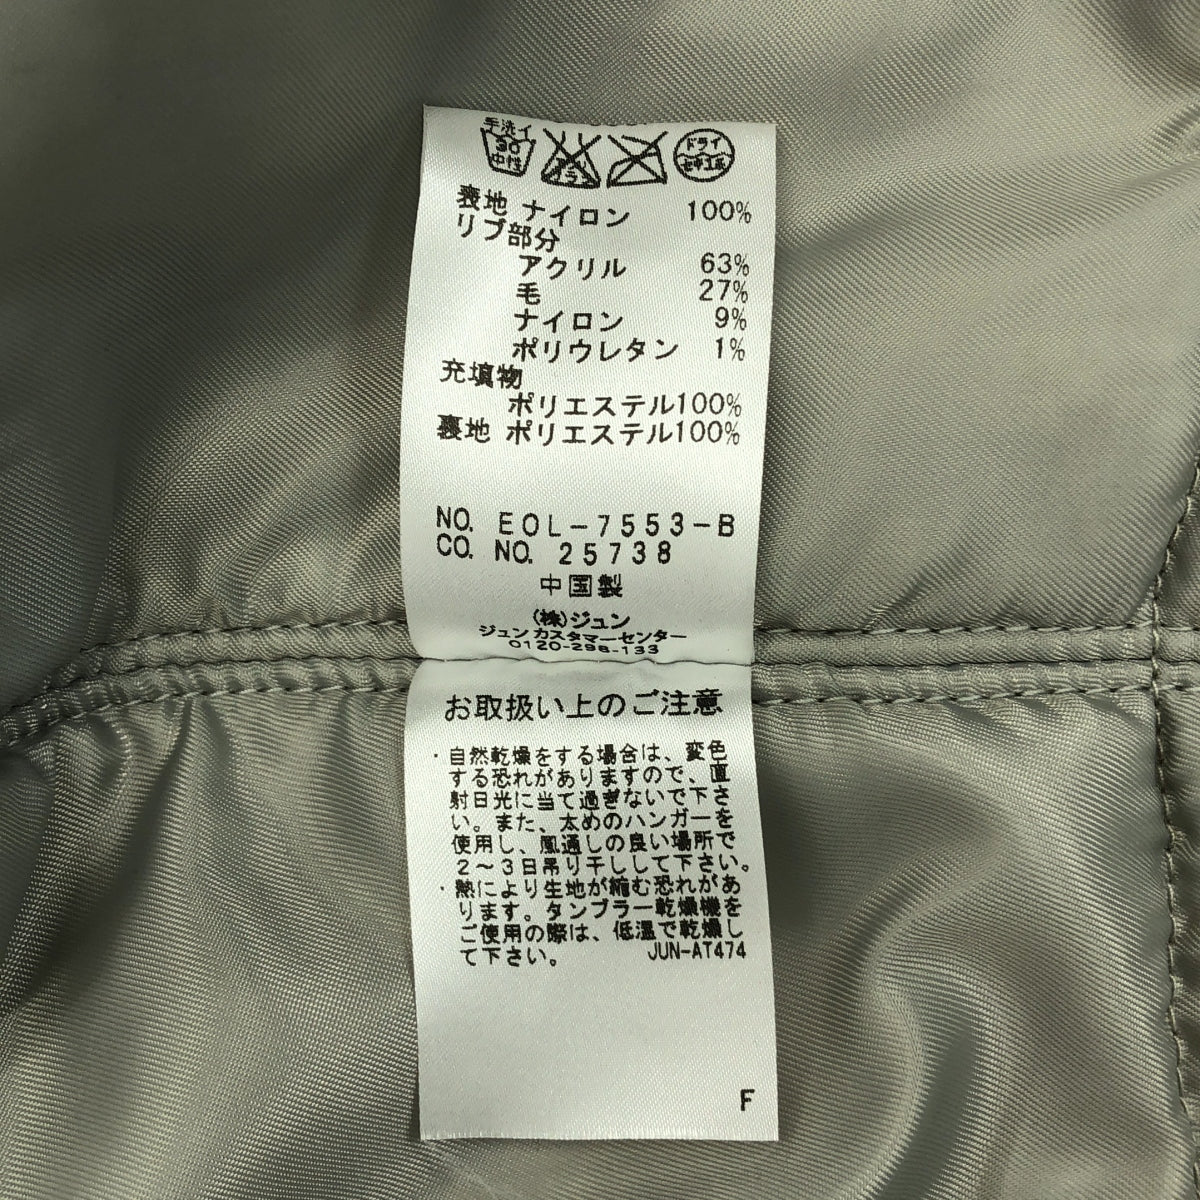 手洗イ
30
中性
エンソ
サラシ
ドライ
セキユ系
表地 ナイロン 100%
リブ部分
アクリル 63%
毛 27%
ナイロン 9%
ポリウレタン 1%
充填物
ポリエステル100%
裏地 ポリエステル100%
NO. EOL-7553-B
CO. NO. 25738
中国製
(株)ジュン
ジュン カスタマーセンター
0120-298-133
お取扱い上のご注意
・自然乾燥をする場合は、変色
する恐れがありますので、直
射日光に当て過ぎないで下さ
い。また、太めのハンガーを
使用し、風通しの良い場所で
2～3日吊り干しして下さい。
・熱により生地が縮む恐れがあ
ります。タンブラー乾燥機を
ご使用の際は、低温で乾燥し
て下さい。 JUN-AT474
F